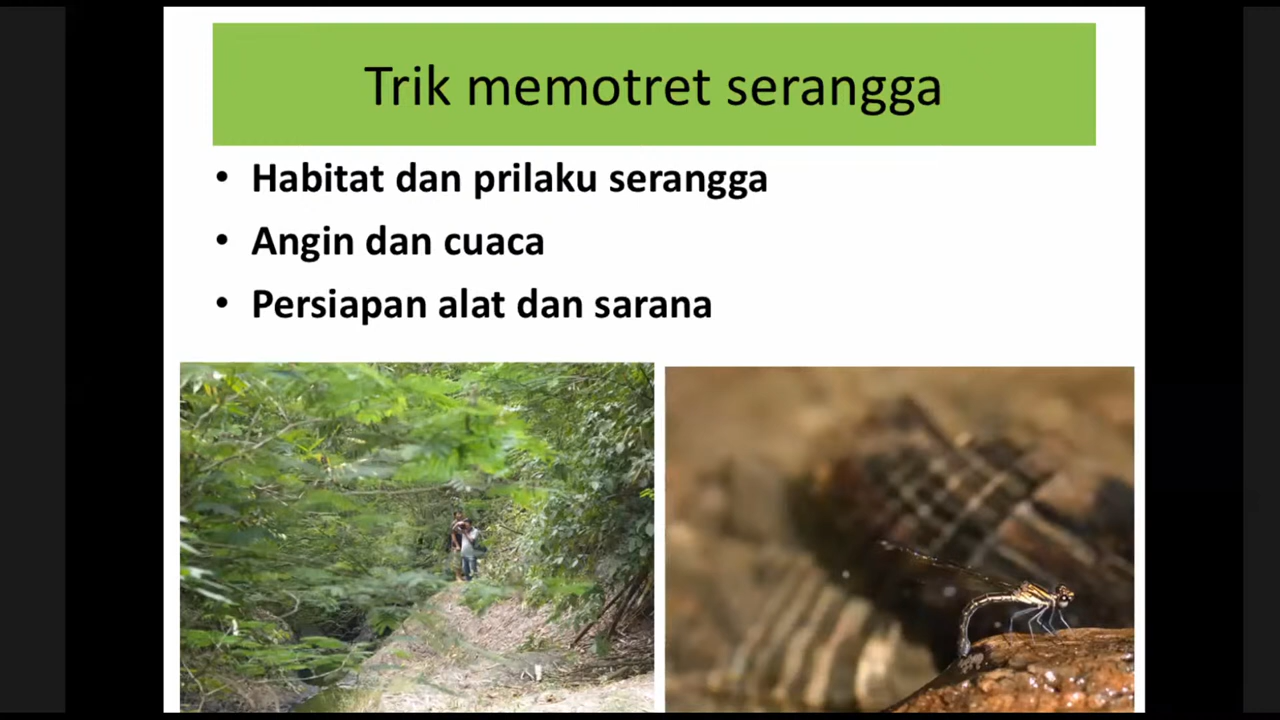 Trik memotret serangga
• Habitat dan prilaku serangga
• Angin dan cuaca
• Persiapan alat dan sarana